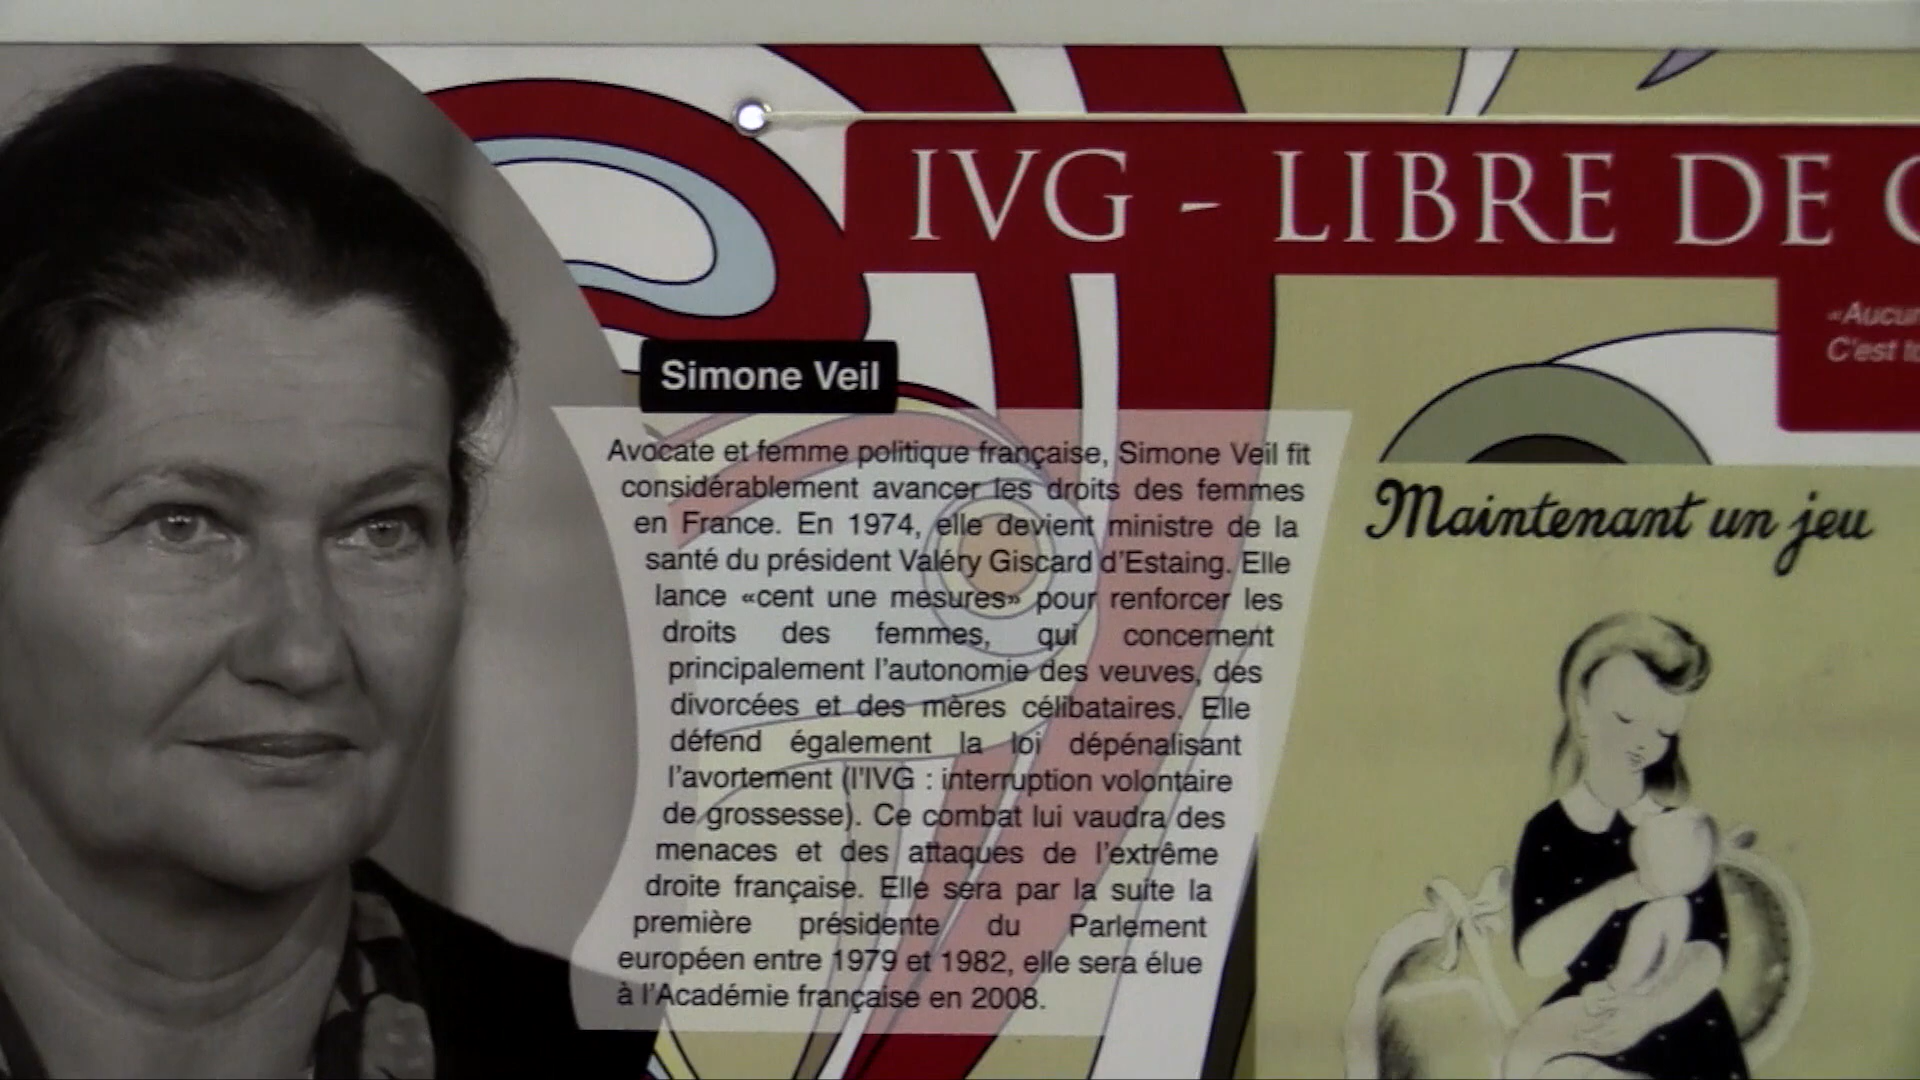 IVG - LIBRE DE
C'est
Simone Veil
Avocate et femme politique française, Simone Veil fit
considérablement avancer les droits des femmes
en France. En 1974, elle devient ministre de la
santé du président Valéry Giscard d'Estaing. Elle
lance «cent une mesures» pour renforcer les
droits des femmes, qui concernent
principalement l'autonomie des veuves, des
divorcées et des mères célibataires. Elle
défend également la loi dépénalisant
l'avortement (l'IVG : interruption volontaire
de grossesse). Ce combat lui vaudra des
menaces et des attaques de l'extrême
droite française. Elle sera par la suite la
première présidente du Parlement
européen entre 1979 et 1982, elle sera élue
à l'Académie française en 2008.
Maintenant un jeu